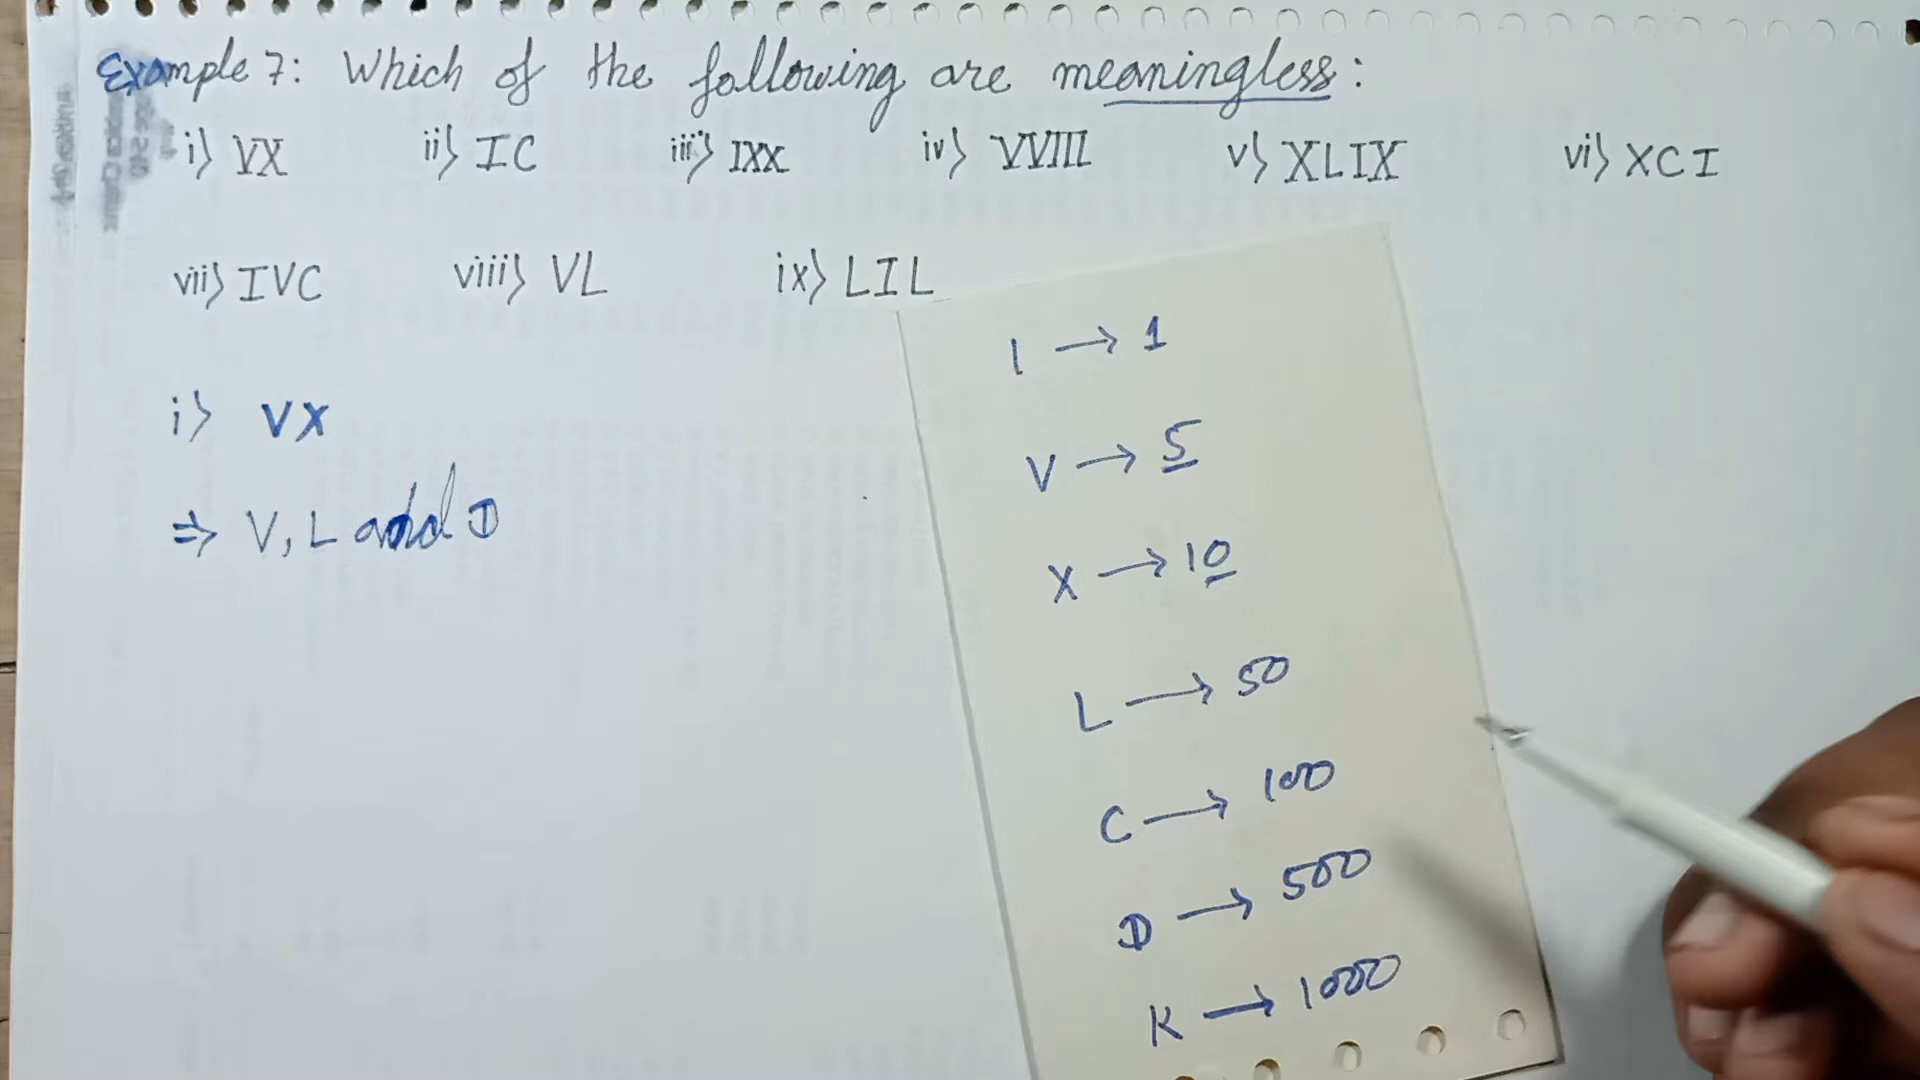 Example 7: Which of the following are meaningless:
i) VX ii) IC iii) IXX iv) VVIII v) XLIX vi) XCI
vii) IVC viii) VL ix) LIL
i) VX
⇒ V, L and D
I → 1
V → 5
X → 10
L → 50
C → 100
D → 500
K → 1000